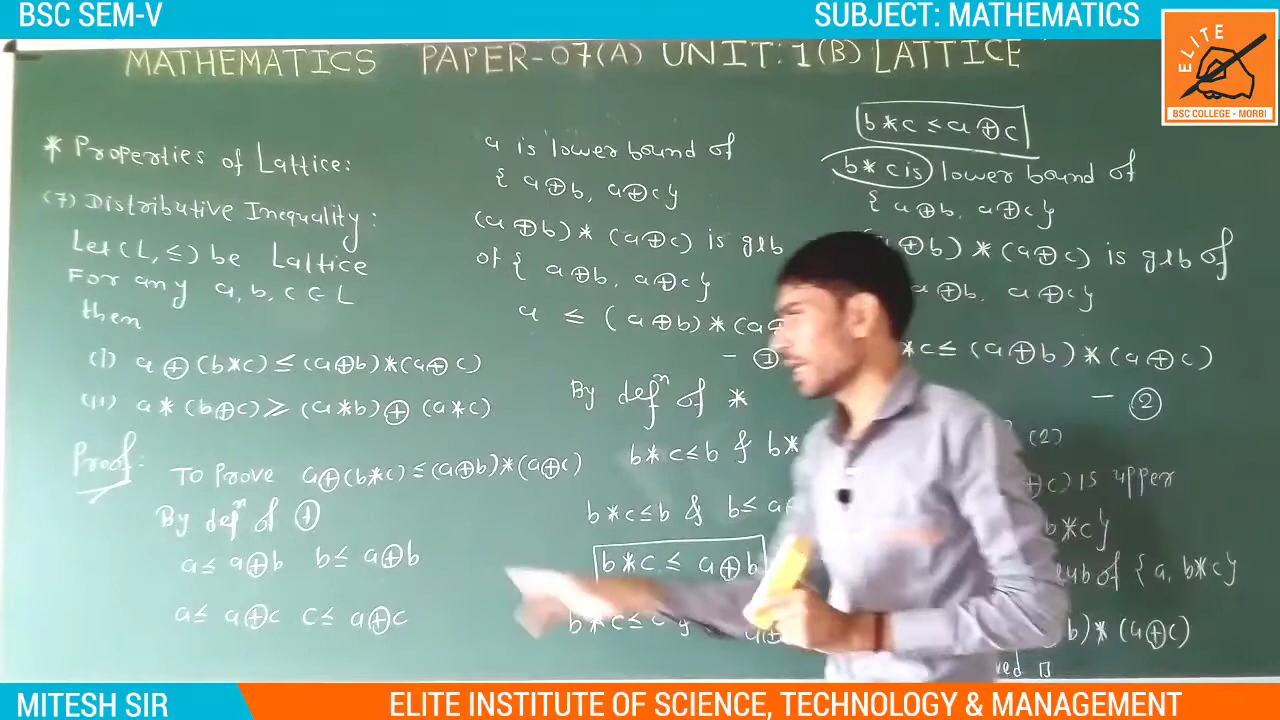 BSC SEM-V
SUBJECT: MATHEMATICS
ELITE
BSC COLLEGE - MORBI
MATHEMATICS PAPER-07(A) UNIT:1(B) LATTICE
* Properties of Lattice:
(7) Distributive Inequality:
Let (L, ≤) be Lattice
For any a, b, c ∈ L
then
(I) a ⊕ (b*c) ≤ (a⊕b)*(a⊕c)
(II) a * (b⊕c) ≥ (a*b) ⊕ (a*c)
Proof:
To prove a⊕(b*c) ≤ (a⊕b)*(a⊕c)
By defⁿ of ⊕
a ≤ a⊕b b ≤ a⊕b
a ≤ a⊕c c ≤ a⊕c
a is lower bound of
{ a⊕b, a⊕c }
(a⊕b) * (a⊕c) is glb
of { a⊕b, a⊕c }
a ≤ (a⊕b)*(a⊕
- ①
By defⁿ of *
b*c ≤ b & b*
b*c ≤ b & b ≤ a⊕
b*c ≤ a⊕b
b*c ≤ c &
b*c ≤ a⊕c
b*c is lower bound of
{ a⊕b, a⊕c }
⊕b) * (a⊕c) is glb of
a⊕b, a⊕c }
*c ≤ (a⊕b) * (a⊕c)
- ②
(2)
⊕c) is upper
b*c }
lub of { a, b*c }
b) * (a⊕c)
ved
MITESH SIR
ELITE INSTITUTE OF SCIENCE, TECHNOLOGY & MANAGEMENT